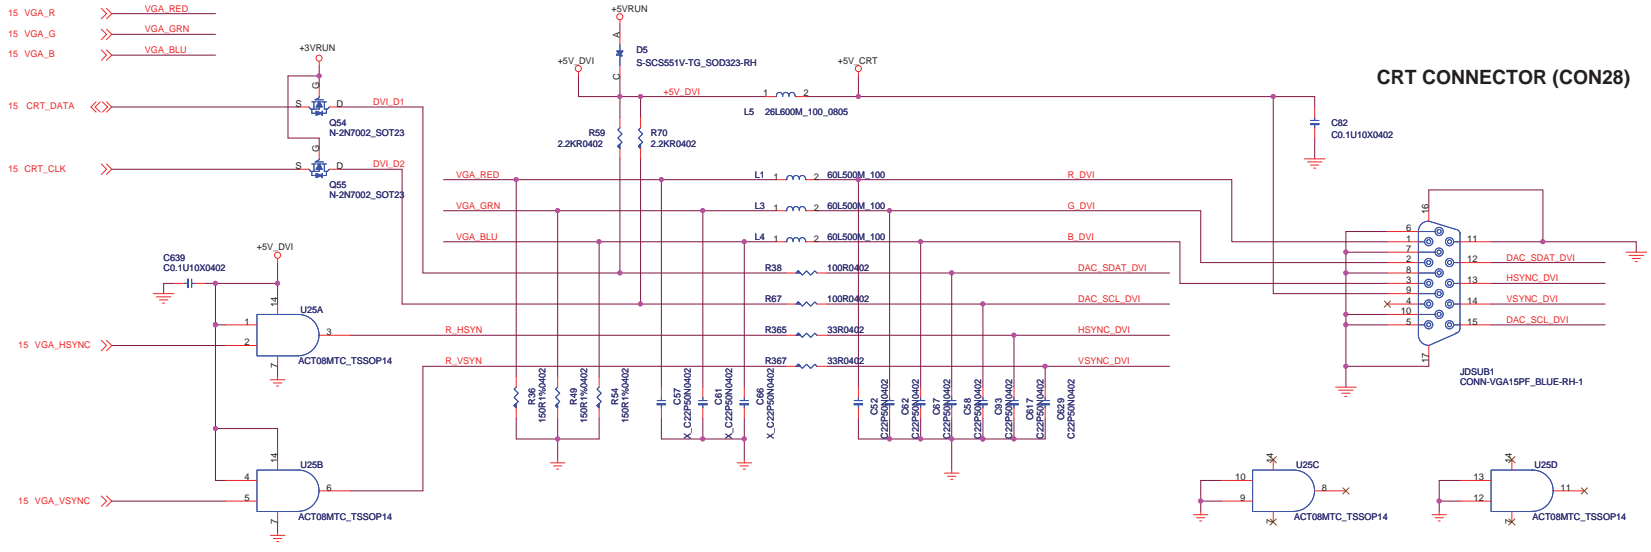 15 VGA_R VGA_RED
15 VGA_G VGA_GRN
15 VGA_B VGA_BLU
+3VRUN
+5VRUN
A
D5
S-SCS551V-TG_SOD323-RH
C
+5V_DVI
+5V_CRT
CRT CONNECTOR (CON28)
G
15 CRT_DATA S D DVI_D1
Q54
N-2N7002_SOT23
+5V_DVI 1 2
L5 26L600M_100_0805
C82
C0.1U10X0402
R59
2.2KR0402
R70
2.2KR0402
G
15 CRT_CLK S D DVI_D2
Q55
N-2N7002_SOT23
VGA_RED L1 1 2 60L500M_100 R_DVI
VGA_GRN L3 1 2 60L500M_100 G_DVI
VGA_BLU L4 1 2 60L500M_100 B_DVI
R38 100R0402 DAC_SDAT_DVI
R67 100R0402 DAC_SCL_DVI
R_HSYN R365 33R0402 HSYNC_DVI
R_VSYN R367 33R0402 VSYNC_DVI
16
6
1 11
7
2 12 DAC_SDAT_DVI
8
3 13 HSYNC_DVI
9
4 14 VSYNC_DVI
10
5 15 DAC_SCL_DVI
17
JDSUB1
CONN-VGA15PF_BLUE-RH-1
C639
C0.1U10X0402
+5V_DVI
14
U25A
1
2
3
15 VGA_HSYNC
7
ACT08MTC_TSSOP14
14
U25B
4
5
6
15 VGA_VSYNC
7
ACT08MTC_TSSOP14
R36
150R1%0402
R49
150R1%0402
R54
150R1%0402
C57
X_C22P50N0402
C61
X_C22P50N0402
C66
X_C22P50N0402
C52
C22P50N0402
C62
C22P50N0402
C67
C22P50N0402
C58
C22P50N0402
C93
C22P50N0402
C617
C22P50N0402
C629
C22P50N0402
14
U25C
10
9
8
7
ACT08MTC_TSSOP14
14
U25D
13
12
11
7
ACT08MTC_TSSOP14